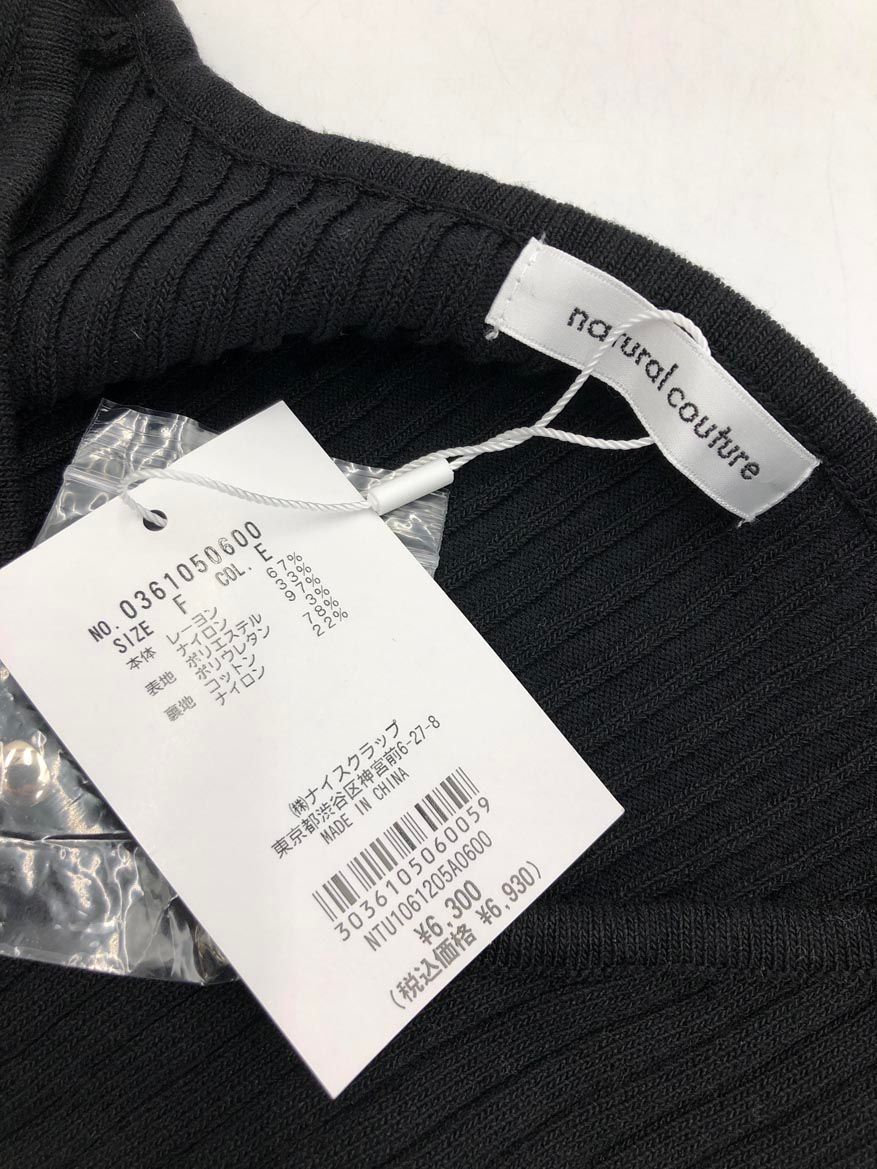 natural couture
NO. 0361050600
SIZE F COL. E
本体 レーヨン 67%
ナイロン 33%
表地 ポリエステル 97%
ポリウレタン 3%
裏地 コットン 78%
ナイロン 22%
㈱ナイスクラップ
東京都渋谷区神宮前6-27-8
MADE IN CHINA
3036105060059
NTU1061205A0600
¥6,300
(税込価格 ¥6,930)